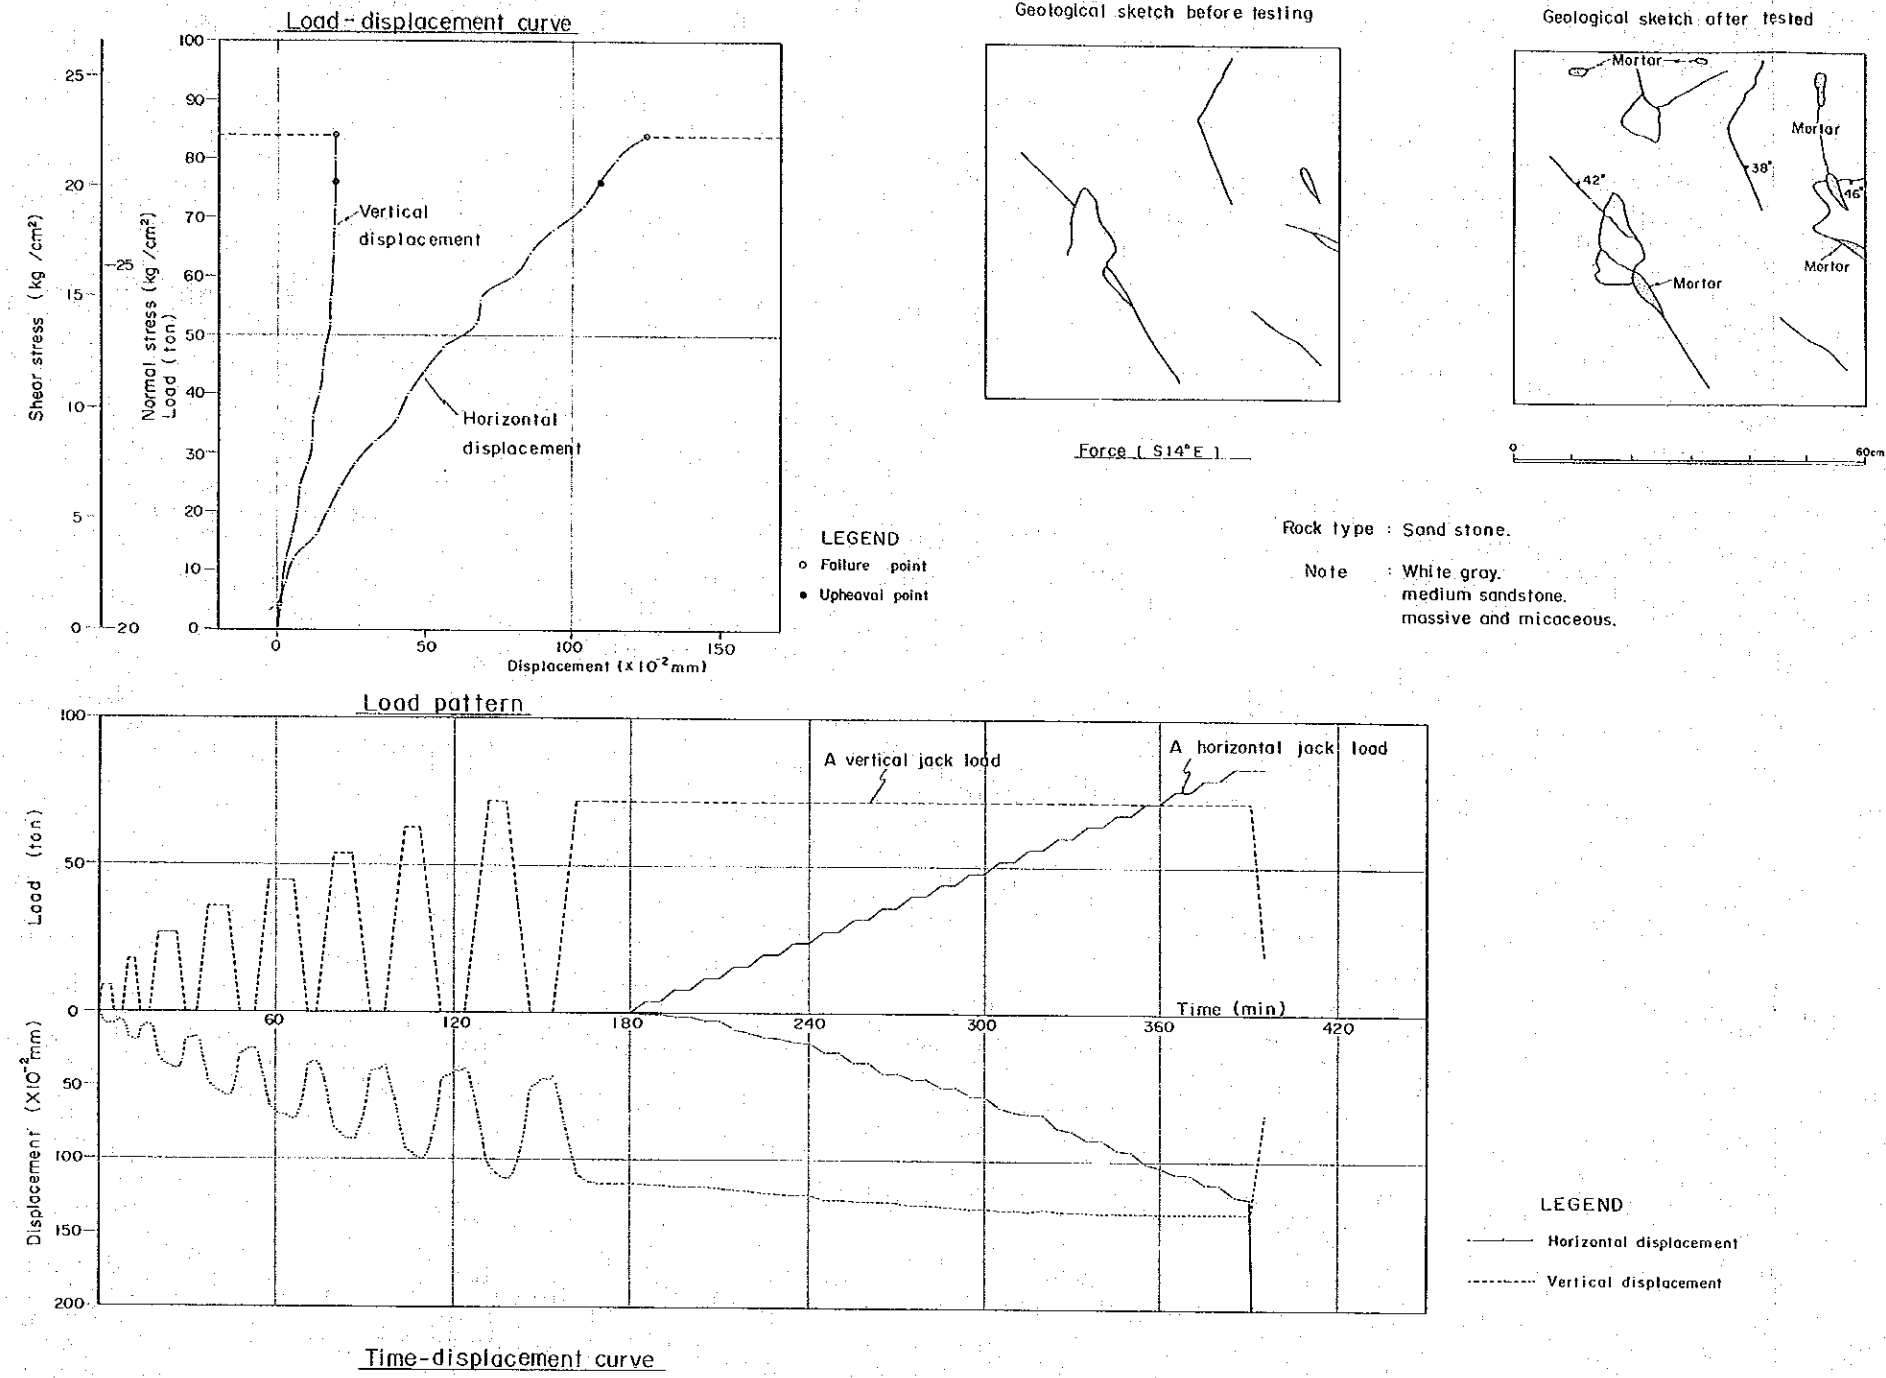 Load-displacement curve
Geological sketch before testing
Geological sketch after tested
Shear stress (kg /cm²)
25
20
15
10
5
0
25
20
Normal stress (kg /cm²)
Load (ton)
100
90
80
70
60
50
40
30
20
10
0
Vertical
displacement
Horizontal
displacement
0
50
100
150
Displacement (X10⁻²mm)
LEGEND
Failure point
Upheaval point
Force ( S14°E )
Mortar
Mortar
38°
42°
46°
Mortar
Mortar
0
60cm
Rock type : Sand stone.
Note : White gray.
medium sandstone.
massive and micaceous.
Load pattern
Load (ton)
100
50
0
A vertical jack load
A horizontal jack load
Time (min)
60
120
180
240
300
360
420
Displacement (X10⁻²mm)
50
100
150
200
LEGEND
Horizontal displacement
Vertical displacement
Time-displacement curve